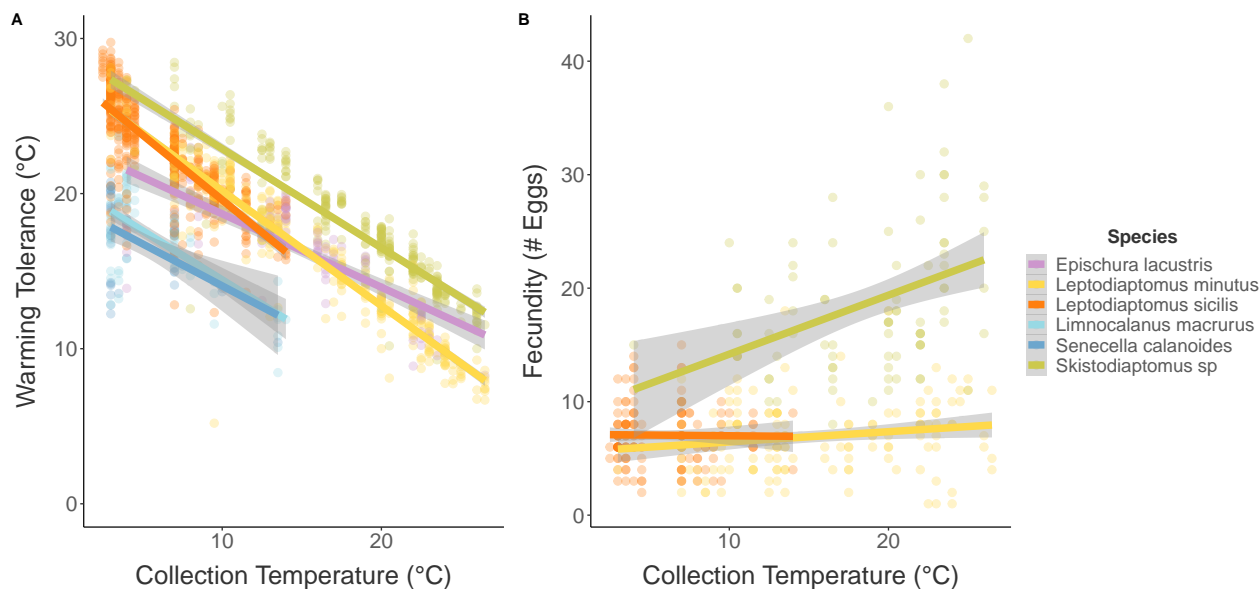 A
30
20
10
0
Warming Tolerance (°C)
10
20
Collection Temperature (°C)
B
40
30
20
10
0
Fecundity (# Eggs)
10
20
Collection Temperature (°C)
Species
Epischura lacustris
Leptodiaptomus minutus
Leptodiaptomus sicilis
Limnocalanus macrurus
Senecella calanoides
Skistodiaptomus sp